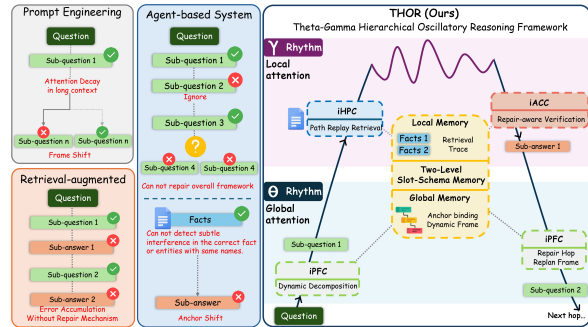 Prompt Engineering
Question
Sub-question 1
Attention Decay
in long context
Sub-question n
Sub-question n
Frame Shift
Retrieval-augmented
Question
Sub-question 1
Sub-answer 1
Sub-question 2
Sub-answer 2
Error Accumulation
Without Repair Mechanism
Agent-based System
Question
Sub-question 1
Sub-question 2
Ignore
Sub-question 3
?
Sub-question 4
Sub-question 4
Can not repair overall framework
Facts
Can not detect subtle
interference in the correct fact
or entities with same names.
Sub-answer
Anchor Shift
THOR (Ours)
Theta-Gamma Hierarchical Oscillatory Reasoning Framework
γ Rhythm
Local
attention
iHPC
Path Replay Retrieval
Local Memory
Facts 1
Facts 2
Retrieval
Trace
Two-Level
Slot-Schema Memory
Global Memory
Anchor binding
Dynamic Frame
iACC
Repair-aware Verification
Sub-answer 1
θ Rhythm
Global
attention
Sub-question 1
iPFC
Dynamic Decomposition
Question
iPFC
Repair Hop
Replan Frame
Sub-question 2
Next hop...